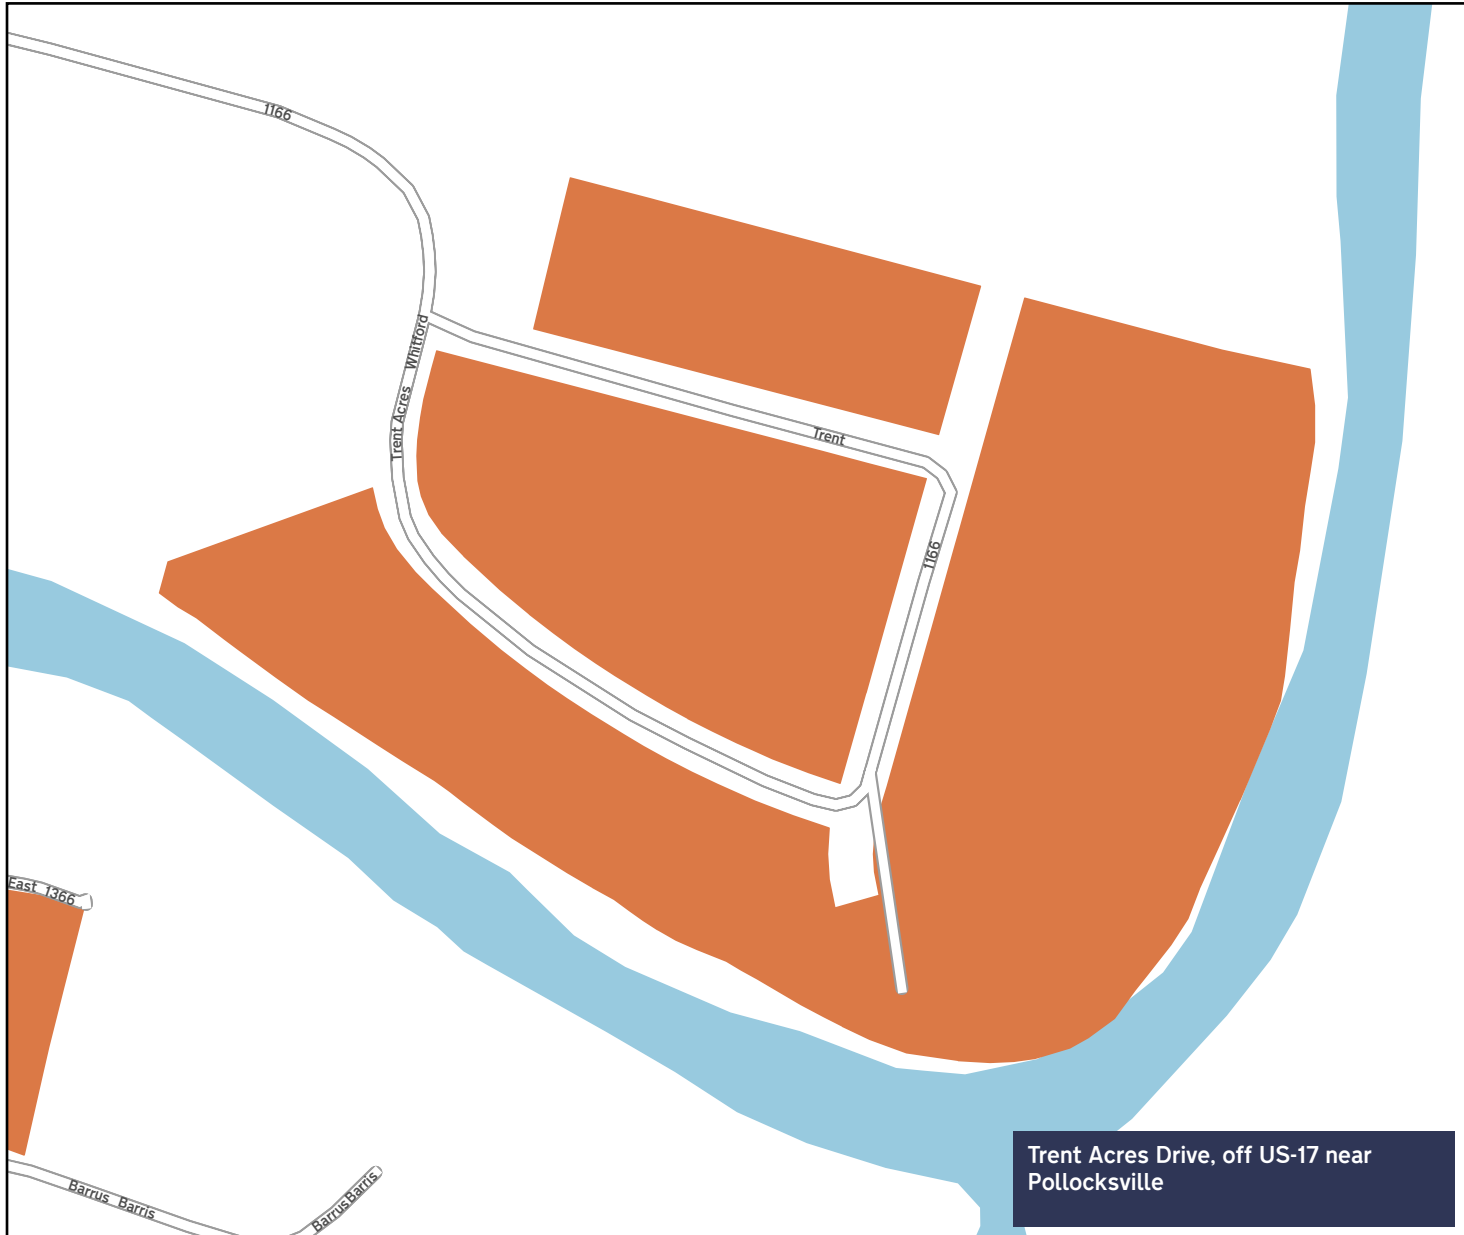 1166
Whitford
Trent Acres
Trent
1166
East 1366
Barrus Barris
Barrus Barris
Trent Acres Drive, off US-17 near
Pollocksville